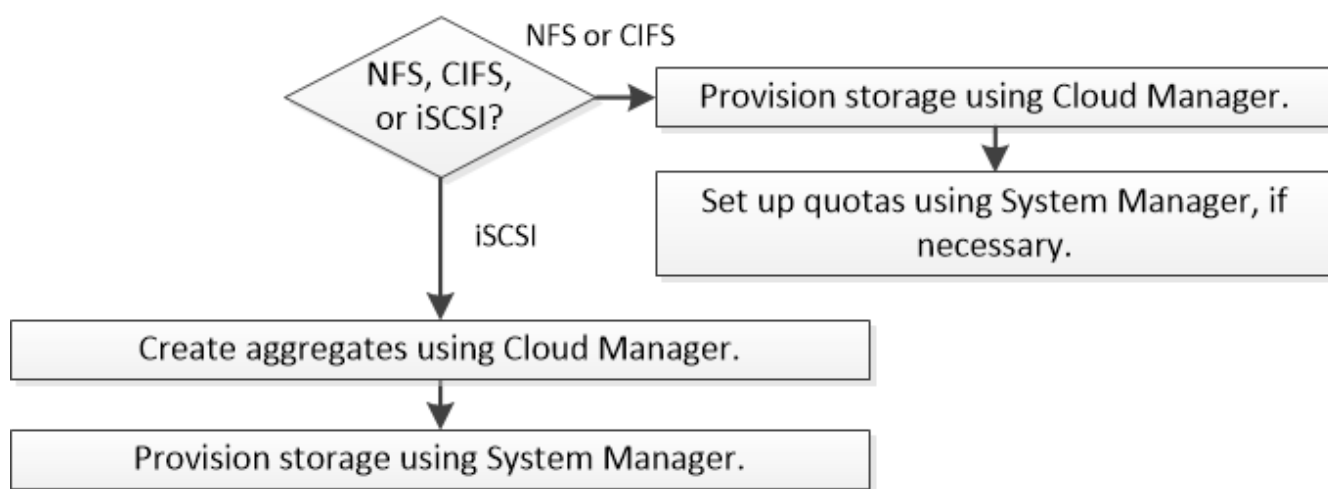 NFS or CIFS
NFS, CIFS,
or iSCSI?
Provision storage using Cloud Manager.
Set up quotas using System Manager, if
necessary.
iSCSI
Create aggregates using Cloud Manager.
Provision storage using System Manager.